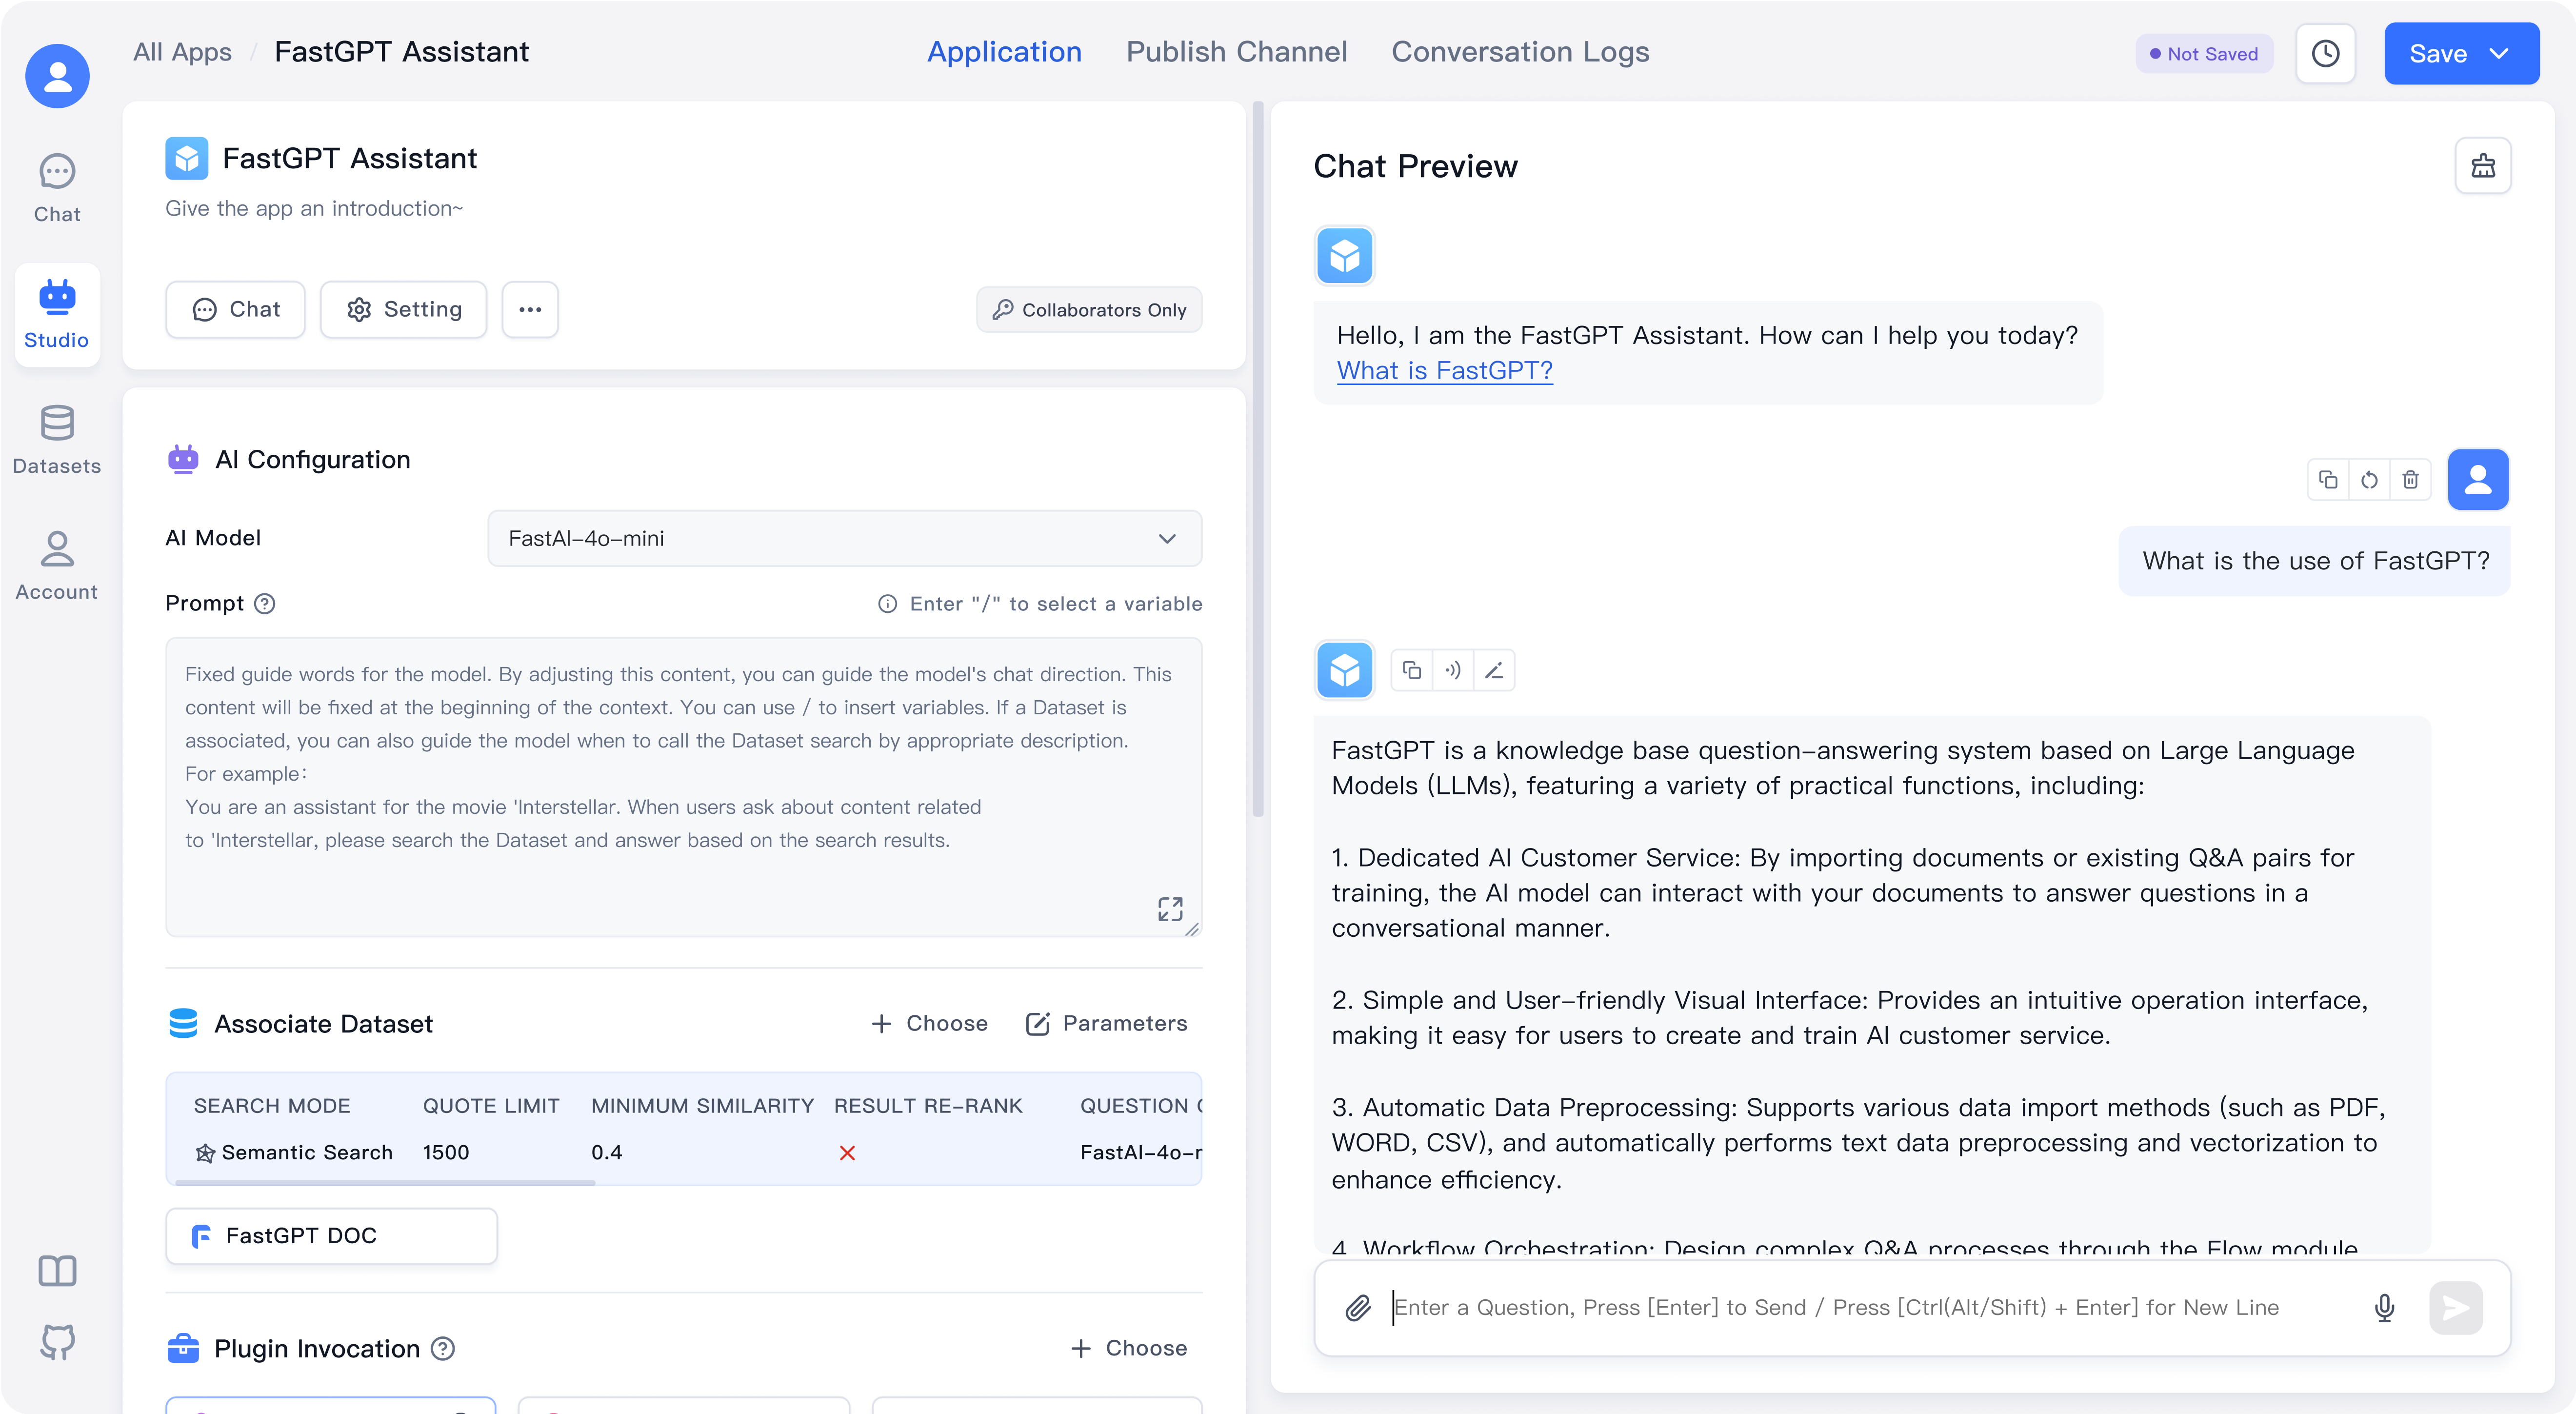 All Apps / FastGPT Assistant
Application
Publish Channel
Conversation Logs
Not Saved
Save
Chat
Studio
Datasets
Account
FastGPT Assistant
Give the app an introduction~
Chat
Setting
Collaborators Only
AI Configuration
AI Model
FastAI-4o-mini
Prompt
Enter "/" to select a variable
Fixed guide words for the model. By adjusting this content, you can guide the model's chat direction. This
content will be fixed at the beginning of the context. You can use / to insert variables. If a Dataset is
associated, you can also guide the model when to call the Dataset search by appropriate description.
For example:
You are an assistant for the movie 'Interstellar. When users ask about content related
to 'Interstellar, please search the Dataset and answer based on the search results.
Associate Dataset
+ Choose
Parameters
SEARCH MODE QUOTE LIMIT MINIMUM SIMILARITY RESULT RE-RANK QUESTION
Semantic Search 1500 0.4 FastAI-4o-
FastGPT DOC
Plugin Invocation
+ Choose
Chat Preview
Hello, I am the FastGPT Assistant. How can I help you today?
What is FastGPT?
What is the use of FastGPT?
FastGPT is a knowledge base question-answering system based on Large Language
Models (LLMs), featuring a variety of practical functions, including:
1. Dedicated AI Customer Service: By importing documents or existing Q&A pairs for
training, the AI model can interact with your documents to answer questions in a
conversational manner.
2. Simple and User-friendly Visual Interface: Provides an intuitive operation interface,
making it easy for users to create and train AI customer service.
3. Automatic Data Preprocessing: Supports various data import methods (such as PDF,
WORD, CSV), and automatically performs text data preprocessing and vectorization to
enhance efficiency.
4. Workflow Orchestration: Design complex Q&A processes through the Flow module
Enter a Question, Press [Enter] to Send / Press [Ctrl(Alt/Shift) + Enter] for New Line